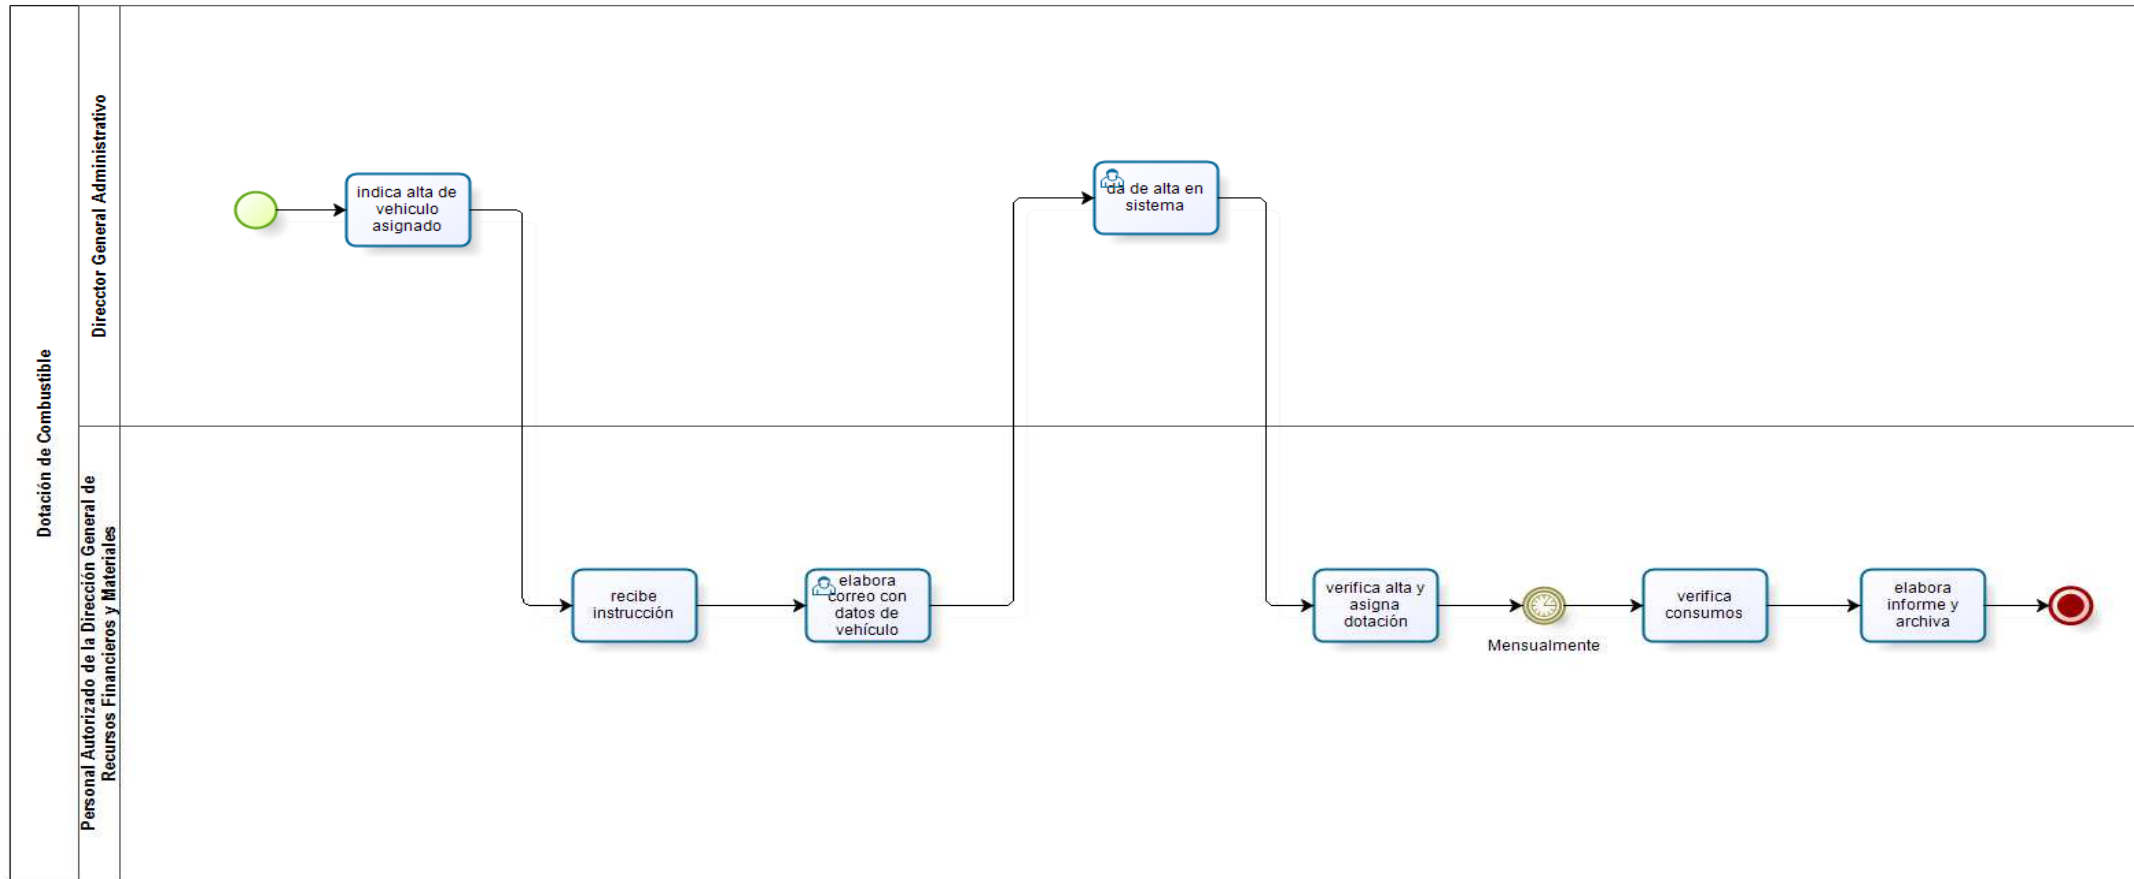 Dotación de Combustible
Direcctor General Administrativo
indica alta de
vehiculo
asignado
da de alta en
sistema
Personal Autorizado de la Dirección General de
Recursos Financieros y Materiales
recibe
instrucción
elabora
correo con
datos de
vehículo
verifica alta y
asigna
dotación
Mensualmente
verifica
consumos
elabora
informe y
archiva